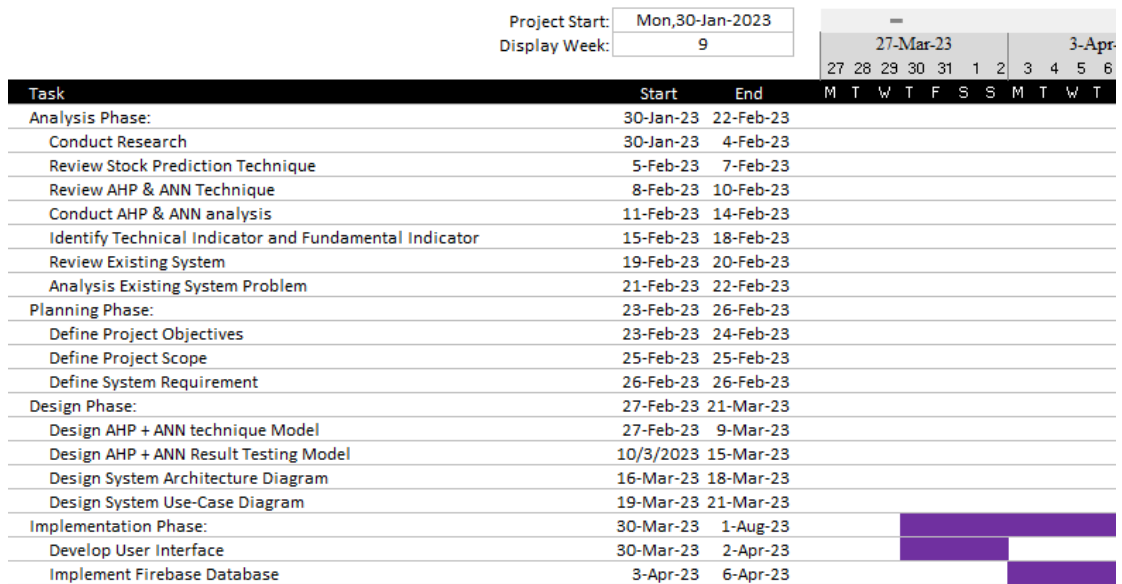 Project Start: Mon,30-Jan-2023
Display Week: 9 27-Mar-23 3-Apr-
27 28 29 30 31 1 2 3 4 5 6
Task Start End M T W T F S S M T W T
Analysis Phase: 30-Jan-23 22-Feb-23
Conduct Research 30-Jan-23 4-Feb-23
Review Stock Prediction Technique 5-Feb-23 7-Feb-23
Review AHP & ANN Technique 8-Feb-23 10-Feb-23
Conduct AHP & ANN analysis 11-Feb-23 14-Feb-23
Identify Technical Indicator and Fundamental Indicator 15-Feb-23 18-Feb-23
Review Existing System 19-Feb-23 20-Feb-23
Analysis Existing System Problem 21-Feb-23 22-Feb-23
Planning Phase: 23-Feb-23 26-Feb-23
Define Project Objectives 23-Feb-23 24-Feb-23
Define Project Scope 25-Feb-23 25-Feb-23
Define System Requirement 26-Feb-23 26-Feb-23
Design Phase: 27-Feb-23 21-Mar-23
Design AHP + ANN technique Model 27-Feb-23 9-Mar-23
Design AHP + ANN Result Testing Model 10/3/2023 15-Mar-23
Design System Architecture Diagram 16-Mar-23 18-Mar-23
Design System Use-Case Diagram 19-Mar-23 21-Mar-23
Implementation Phase: 30-Mar-23 1-Aug-23
Develop User Interface 30-Mar-23 2-Apr-23
Implement Firebase Database 3-Apr-23 6-Apr-23